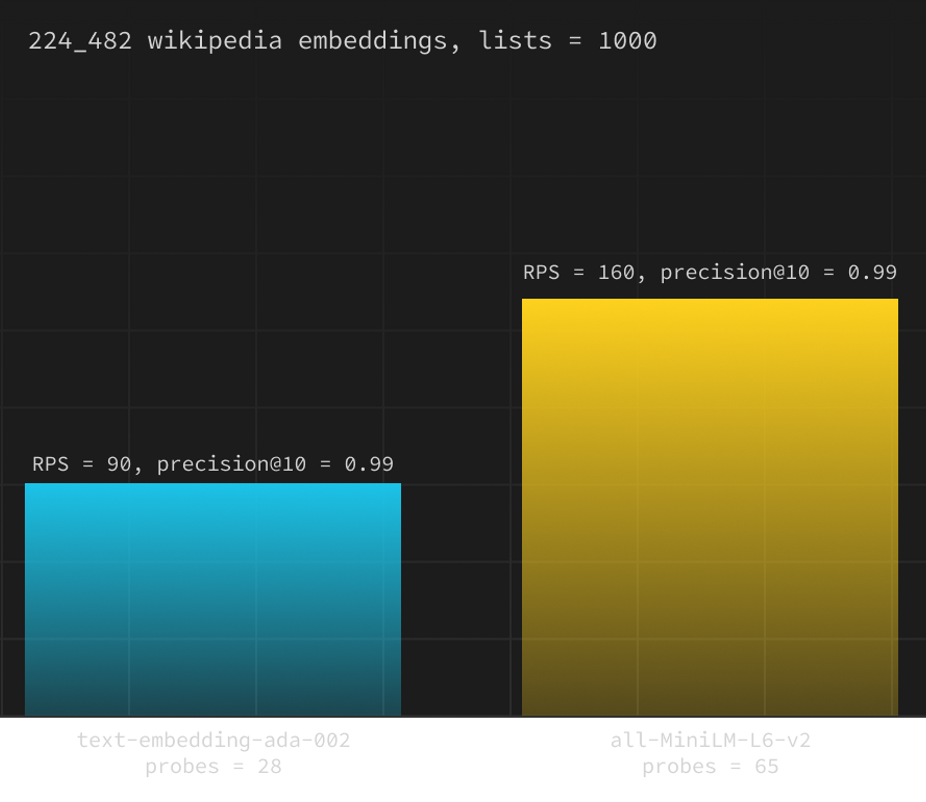 224_482 wikipedia embeddings, lists = 1000
RPS = 160, precision@10 = 0.99
RPS = 90, precision@10 = 0.99
text-embedding-ada-002
probes = 28
all-MiniLM-L6-v2
probes = 65